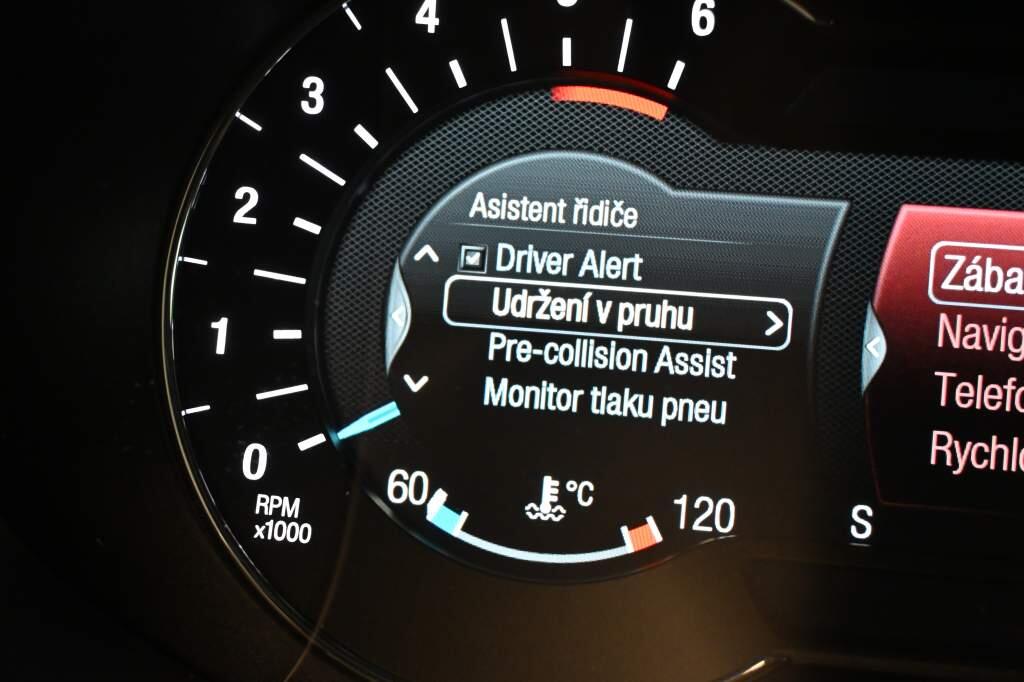 4
5
6
3
2
1
0
RPM
x1000
Asistent řidiče
Driver Alert
Udržení v pruhu
Pre-collision Assist
Monitor tlaku pneu
60
°C
120
S